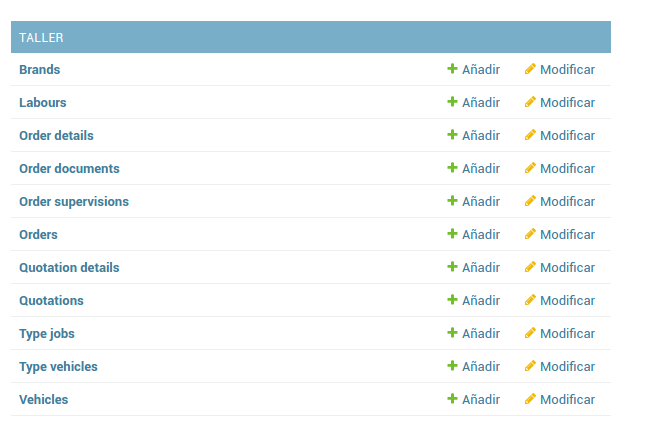 TALLER
Brands Añadir Modificar
Labours Añadir Modificar
Order details Añadir Modificar
Order documents Añadir Modificar
Order supervisions Añadir Modificar
Orders Añadir Modificar
Quotation details Añadir Modificar
Quotations Añadir Modificar
Type jobs Añadir Modificar
Type vehicles Añadir Modificar
Vehicles Añadir Modificar